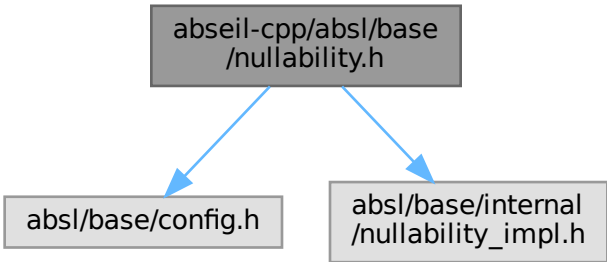 abseil-cpp/absl/base
/nullability.h
absl/base/config.h
absl/base/internal
/nullability_impl.h